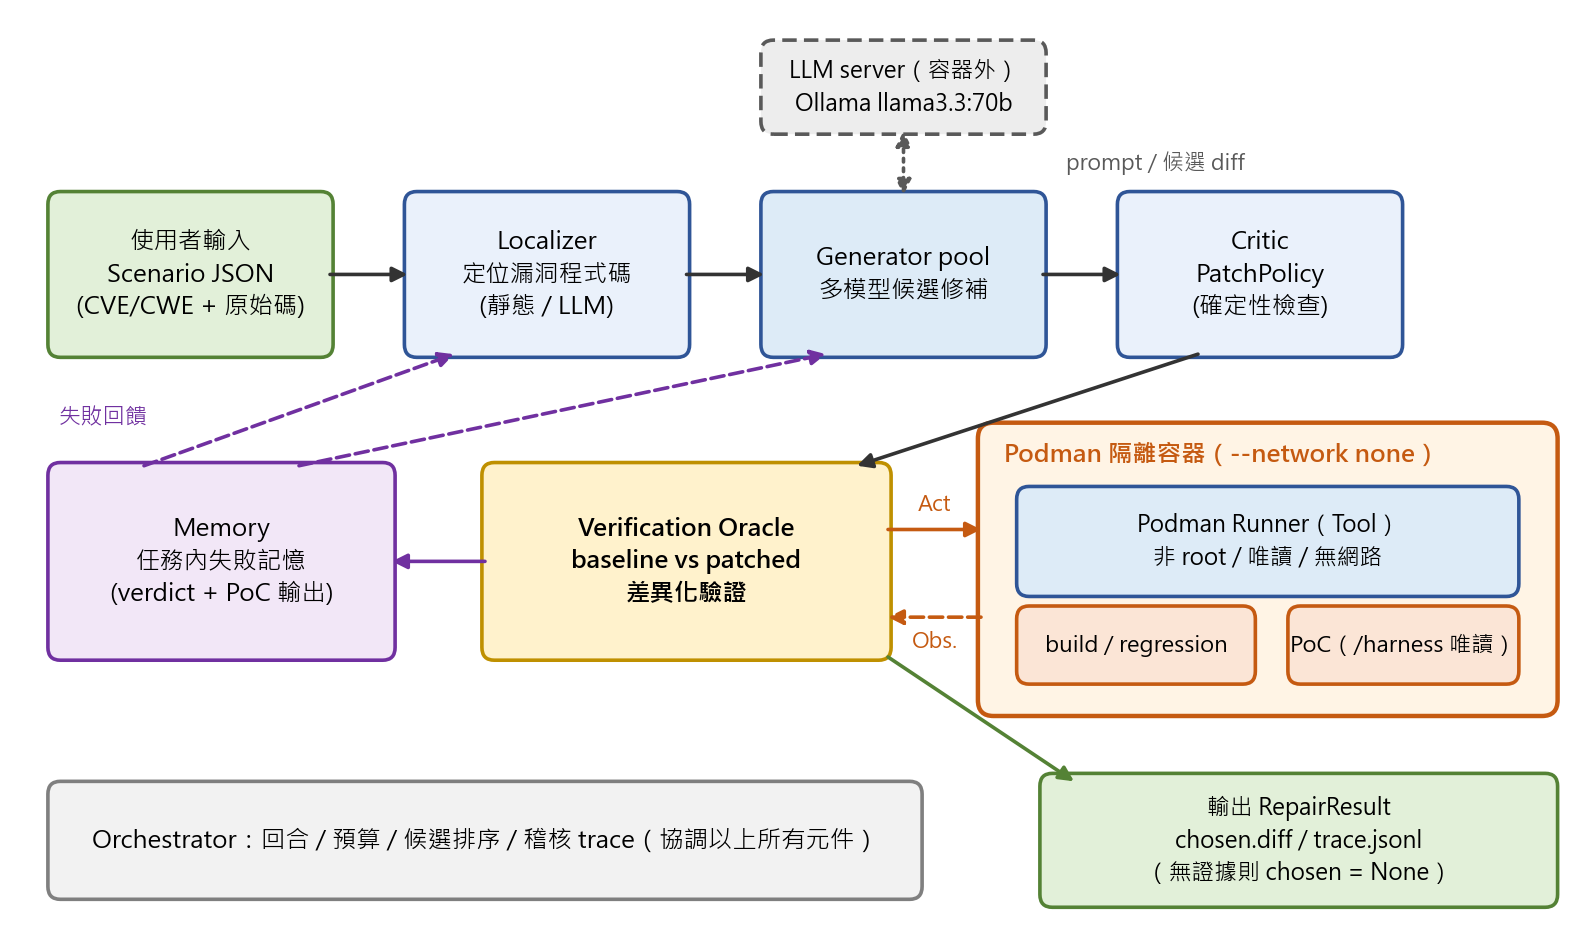 LLM server（容器外）
Ollama llama3.3:70b
prompt / 候選 diff
使用者輸入
Scenario JSON
(CVE/CWE + 原始碼)
Localizer
定位漏洞程式碼
(靜態 / LLM)
Generator pool
多模型候選修補
Critic
PatchPolicy
(確定性檢查)
失敗回饋
Memory
任務內失敗記憶
(verdict + PoC 輸出)
Verification Oracle
baseline vs patched
差異化驗證
Act
Obs.
Podman 隔離容器（--network none）
Podman Runner（Tool）
非 root / 唯讀 / 無網路
build / regression
PoC（/harness 唯讀）
Orchestrator：回合 / 預算 / 候選排序 / 稽核 trace（協調以上所有元件）
輸出 RepairResult
chosen.diff / trace.jsonl
（無證據則 chosen = None）